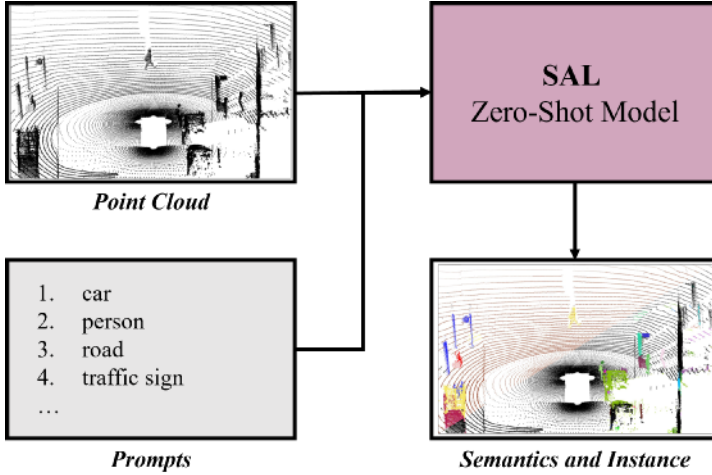 SAL
Zero-Shot Model
Point Cloud
1. car
2. person
3. road
4. traffic sign
...
Prompts
Semantics and Instance